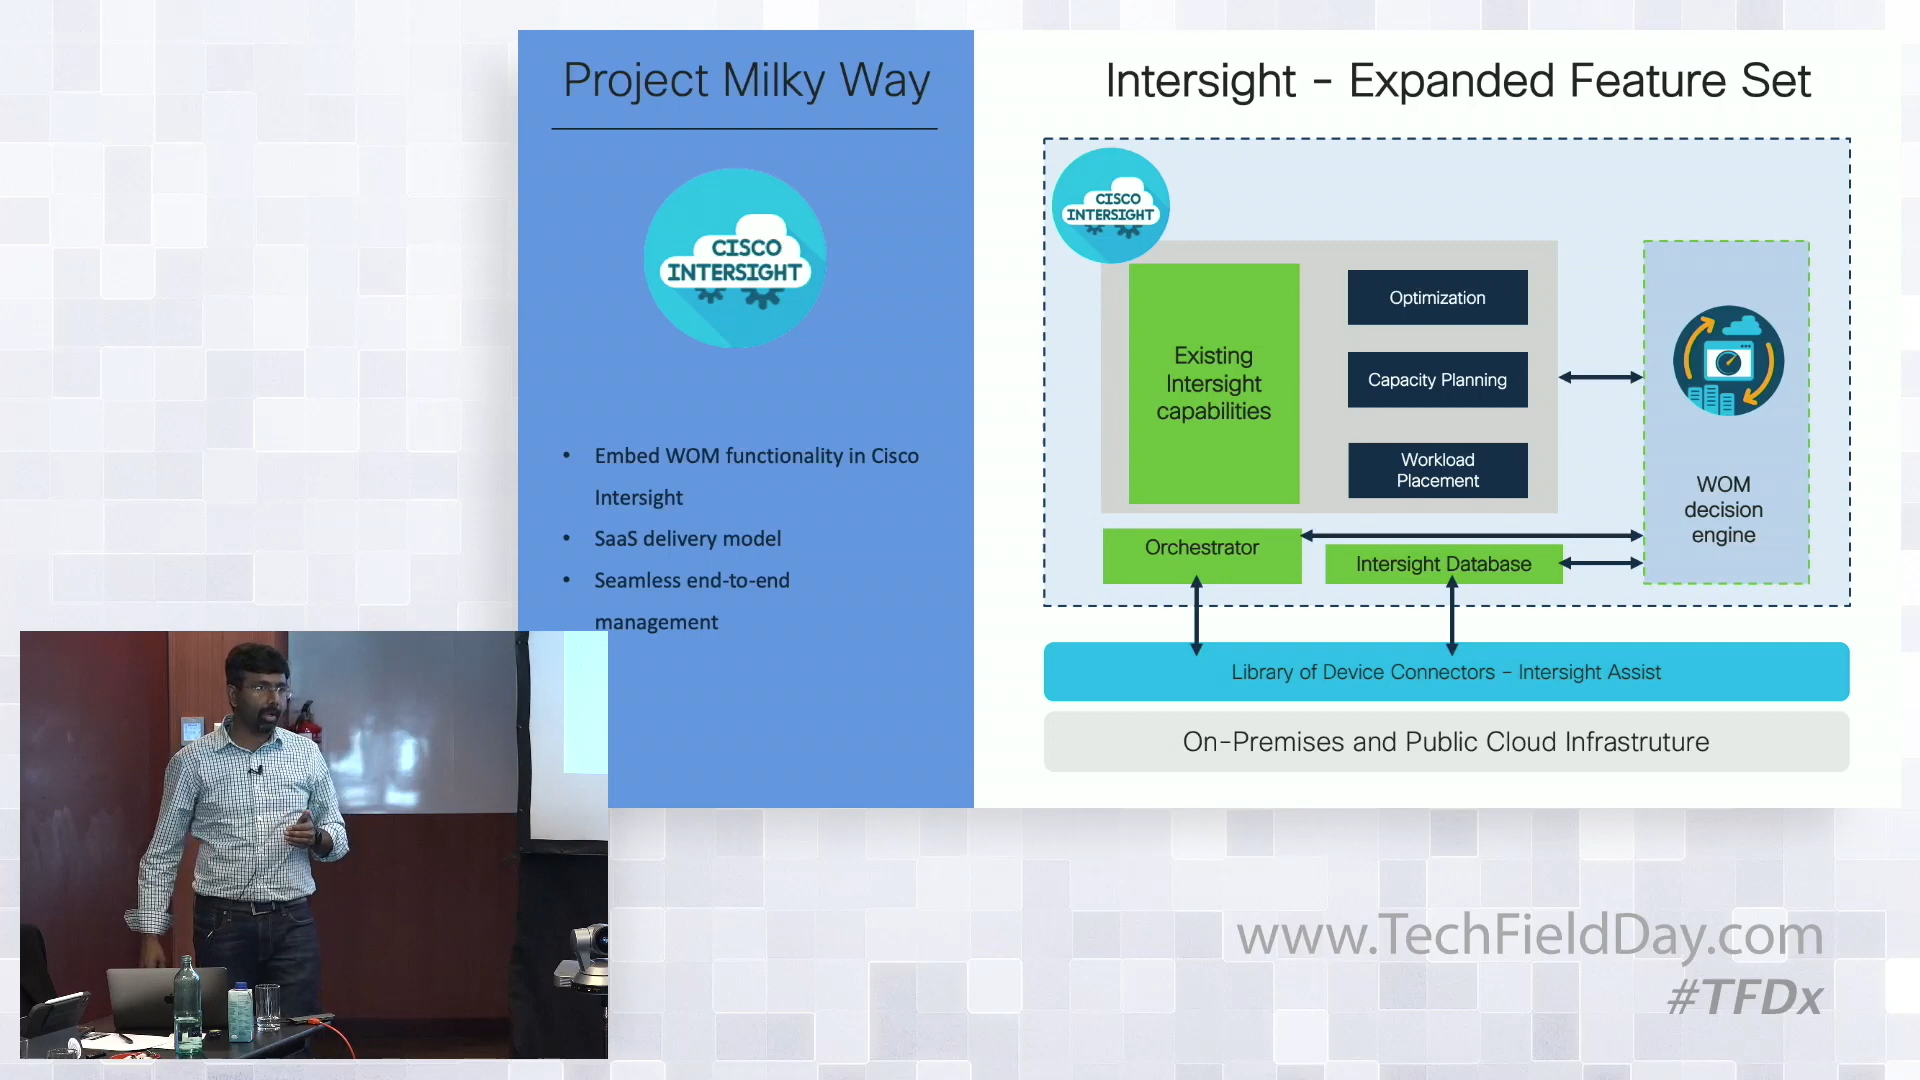 Project Milky Way
CISCO
INTERSIGHT
• Embed WOM functionality in Cisco
Intersight
• SaaS delivery model
• Seamless end-to-end
management
Intersight - Expanded Feature Set
CISCO
INTERSIGHT
Existing
Intersight
capabilities
Optimization
Capacity Planning
Workload
Placement
WOM
decision
engine
Orchestrator
Intersight Database
Library of Device Connectors – Intersight Assist
On-Premises and Public Cloud Infrastruture
www.TechFieldDay.com
#TFDx